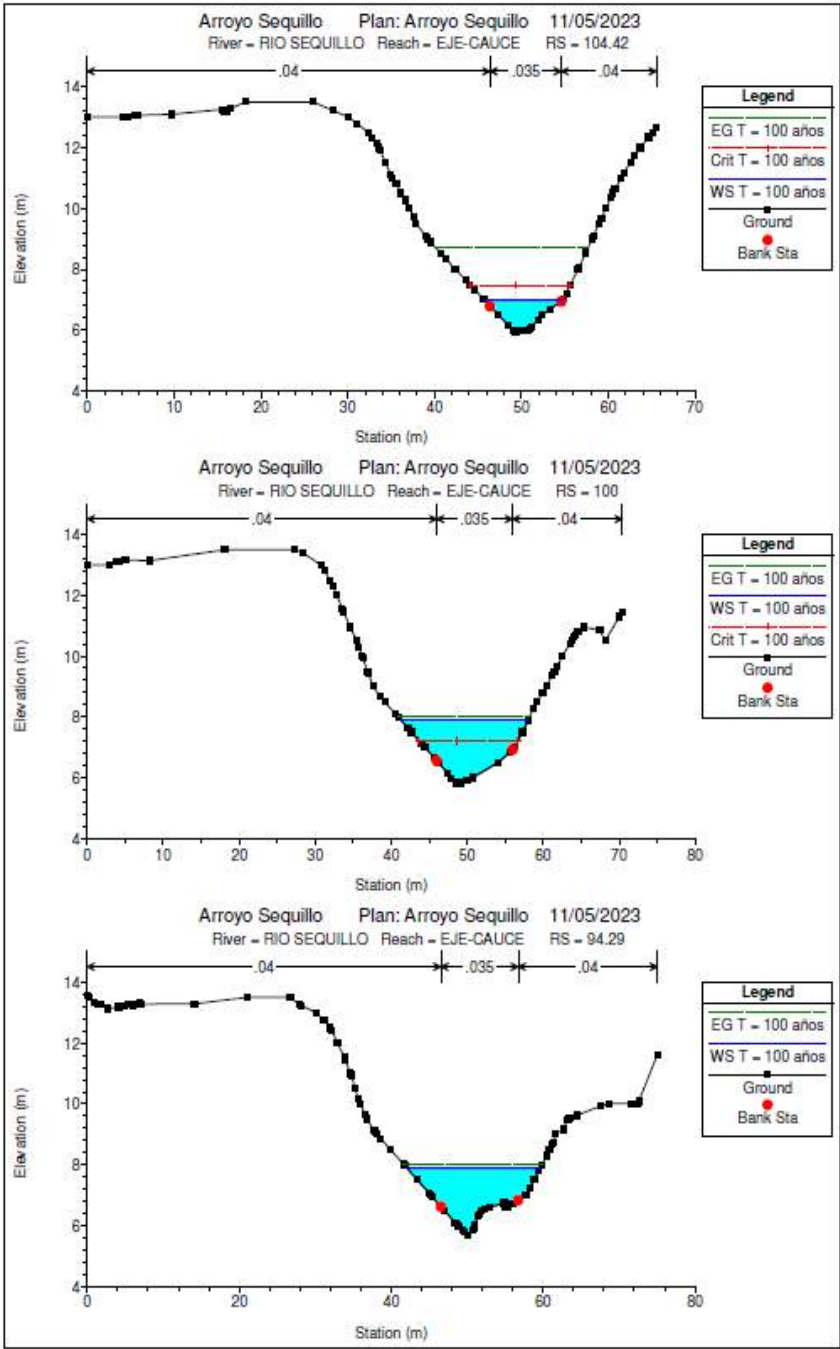 Arroyo Sequillo Plan: Arroyo Sequillo 11/05/2023
River = RIO SEQUILLO Reach = EJE-CAUCE RS = 104.42
.04 .035 .04
Legend
EG T = 100 años
Crit T = 100 años
WS T = 100 años
Ground
Bank Sta
Elevation (m)
14
12
10
8
6
4
0 10 20 30 40 50 60 70
Station (m)
Arroyo Sequillo Plan: Arroyo Sequillo 11/05/2023
River = RIO SEQUILLO Reach = EJE-CAUCE RS = 100
.04 .035 .04
Legend
EG T = 100 años
WS T = 100 años
Crit T = 100 años
Ground
Bank Sta
Elevation (m)
14
12
10
8
6
4
0 10 20 30 40 50 60 70 80
Station (m)
Arroyo Sequillo Plan: Arroyo Sequillo 11/05/2023
River = RIO SEQUILLO Reach = EJE-CAUCE RS = 94.29
.04 .035 .04
Legend
EG T = 100 años
WS T = 100 años
Ground
Bank Sta
Elevation (m)
14
12
10
8
6
4
0 20 40 60 80
Station (m)